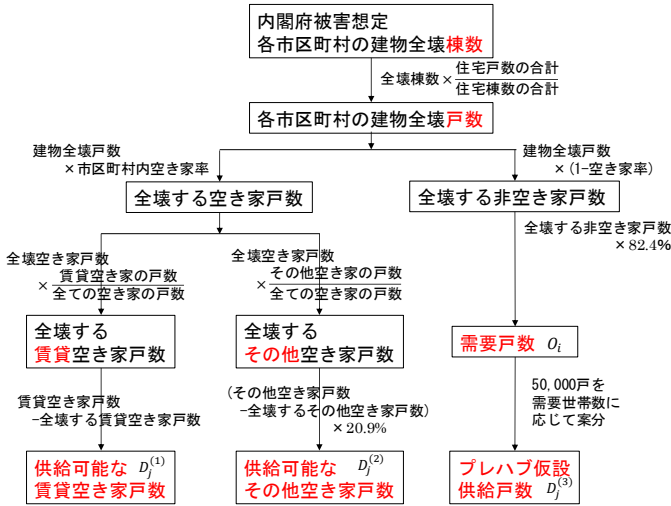 内閣府被害想定
各市区町村の建物全壊棟数
全壊棟数×住宅戸数の合計/住宅棟数の合計
各市区町村の建物全壊戸数
建物全壊戸数
×市区町村内空き家率
建物全壊戸数
×(1-空き家率)
全壊する空き家戸数
全壊する非空き家戸数
全壊空き家戸数
×賃貸空き家の戸数/全ての空き家の戸数
全壊空き家戸数
×その他空き家の戸数/全ての空き家の戸数
全壊する非空き家戸数
×82.4%
全壊する
賃貸空き家戸数
全壊する
その他空き家戸数
需要戸数 O_i
賃貸空き家戸数
-全壊する賃貸空き家戸数
(その他空き家戸数
-全壊するその他空き家戸数)
×20.9%
50,000戸を
需要世帯数に
応じて案分
供給可能な D_j^(1)
賃貸空き家戸数
供給可能な D_j^(2)
その他空き家戸数
プレハブ仮設
供給戸数 D_j^(3)